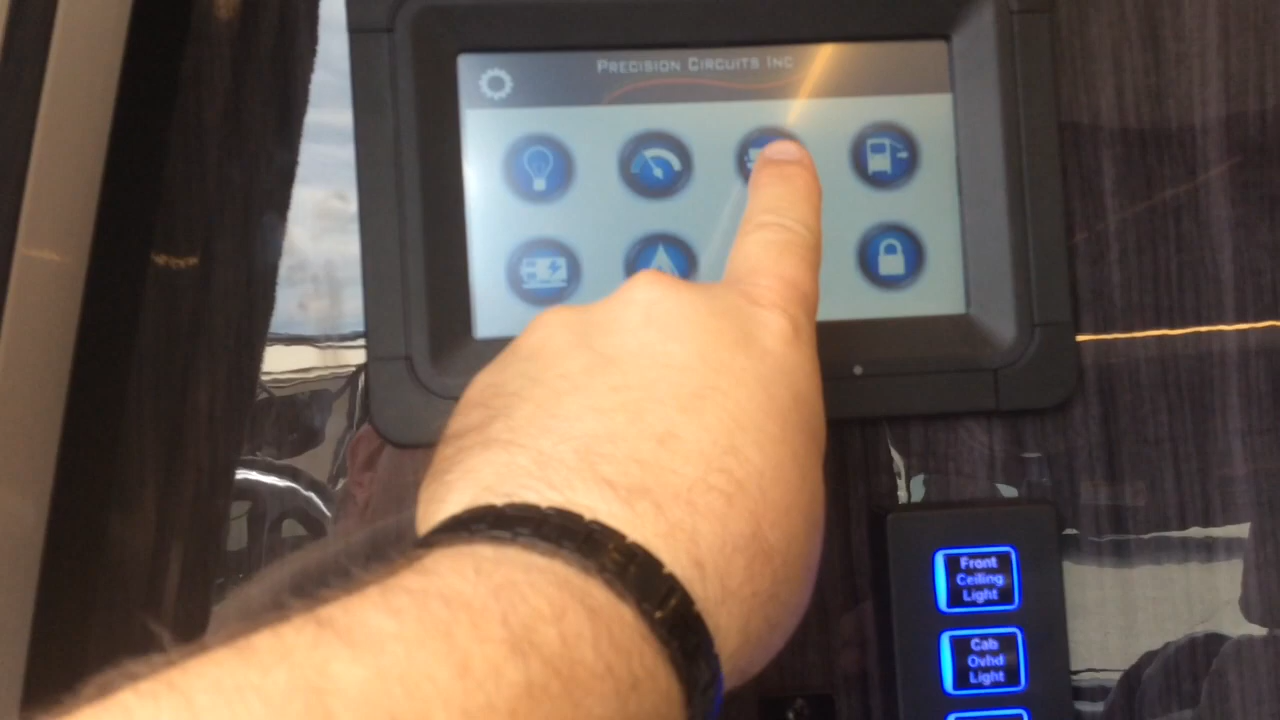 PRECISION CIRCUITS INC
Front
Ceiling
Light
Cab
Ovhd
Light